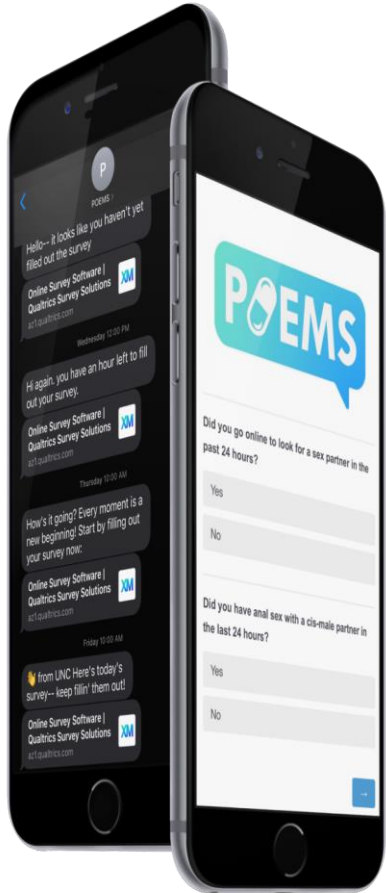 P
POEMS
Hello-- it looks like you haven't yet
filled out the survey
Online Survey Software |
Qualtrics Survey Solutions
az1.qualtrics.com
XM
Wednesday 12:00 PM
Hi again. you have an hour left to fill
out your survey.
Online Survey Software |
Qualtrics Survey Solutions
az1.qualtrics.com
XM
Thursday 10:00 AM
How's it going? Every moment is a
new beginning! Start by filling out
your survey now:
Online Survey Software |
Qualtrics Survey Solutions
az1.qualtrics.com
XM
Friday 10:00 AM
👋 from UNC Here's today's
survey-- keep fillin' them out!
Online Survey Software |
Qualtrics Survey Solutions
az1.qualtrics.com
XM
POEMS
Did you go online to look for a sex partner in the
past 24 hours?
Yes
No
Did you have anal sex with a cis-male partner in
the last 24 hours?
Yes
No
→